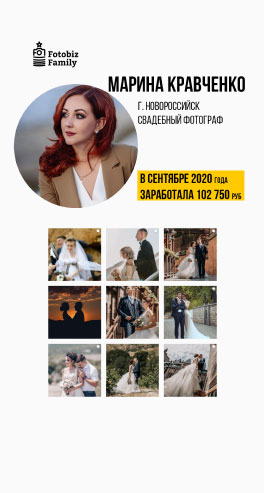 Fotobiz
Family
МАРИНА КРАВЧЕНКО
Г. НОВОРОССИЙСК
СВАДЕБНЫЙ ФОТОГРАФ
В СЕНТЯБРЕ 2020 ГОДА
ЗАРАБОТАЛА 102 750 РУБ